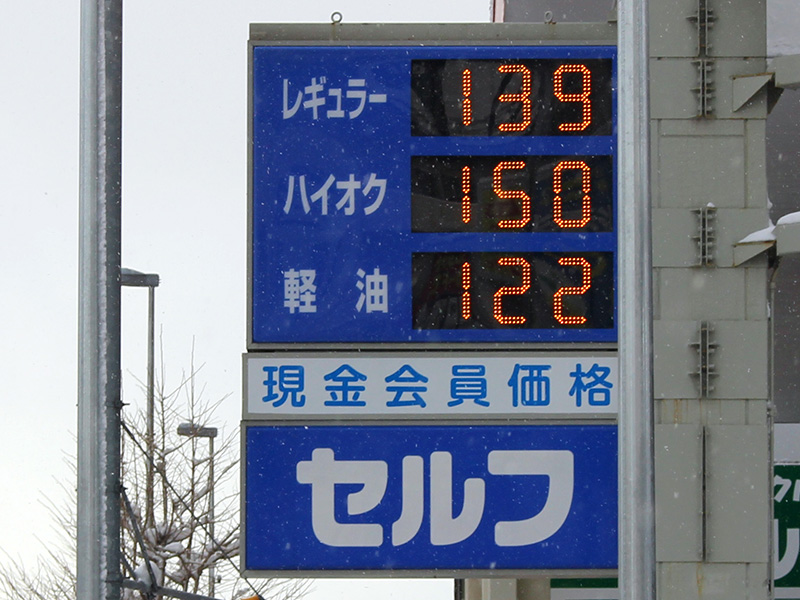 レギュラー 139
ハイオク 150
軽油 122
現金会員価格
セルフ